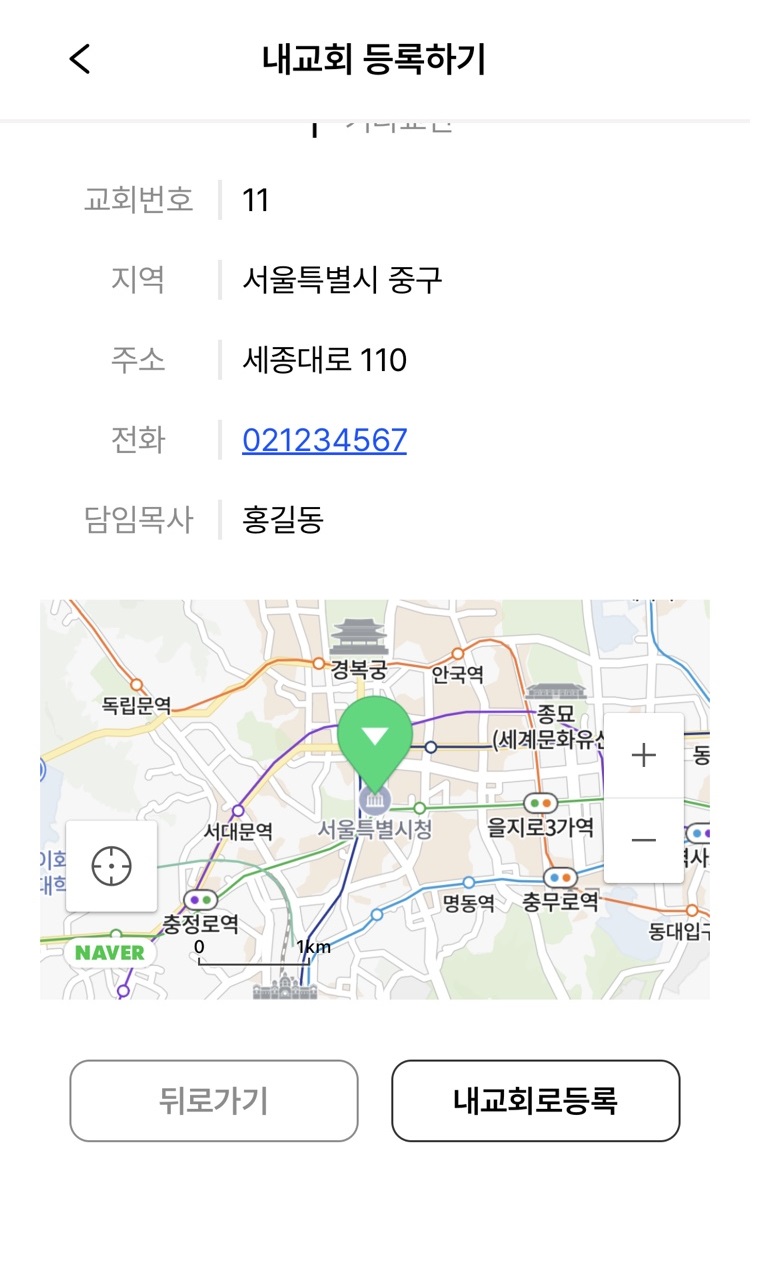 내교회 등록하기
교회번호 11
지역 서울특별시 중구
주소 세종대로 110
전화 021234567
담임목사 홍길동
경복궁
안국역
독립문역
종묘
(세계문화유산
동
서대문역
서울특별시청
을지로3가역
이화
대학
역사
명동역
충무로역
충정로역
동대입구
NAVER
0
1km
뒤로가기
내교회로등록